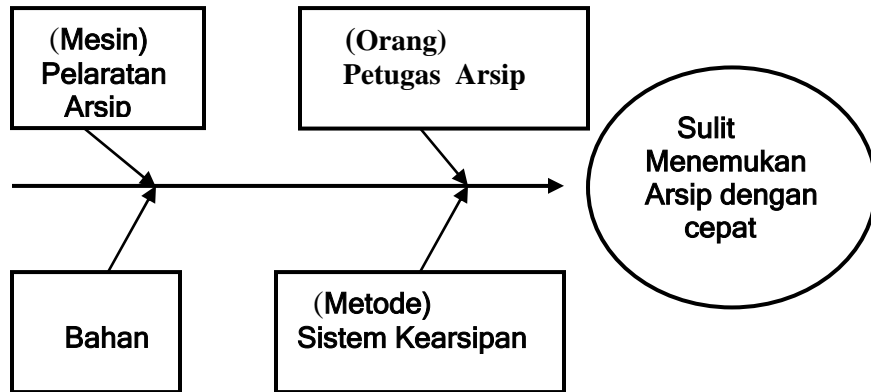 (Mesin)
Pelaratan
Arsip
(Orang)
Petugas Arsip
Sulit
Menemukan
Arsip dengan
cepat
Bahan
(Metode)
Sistem Kearsipan